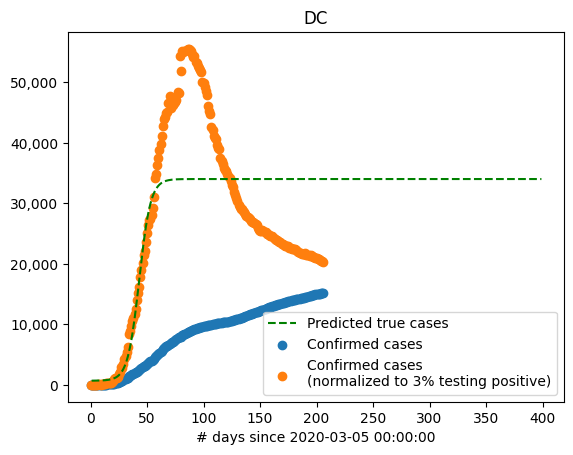 DC
50,000
40,000
30,000
20,000
10,000
0
Predicted true cases
Confirmed cases
Confirmed cases
(normalized to 3% testing positive)
0 50 100 150 200 250 300 350 400
# days since 2020-03-05 00:00:00